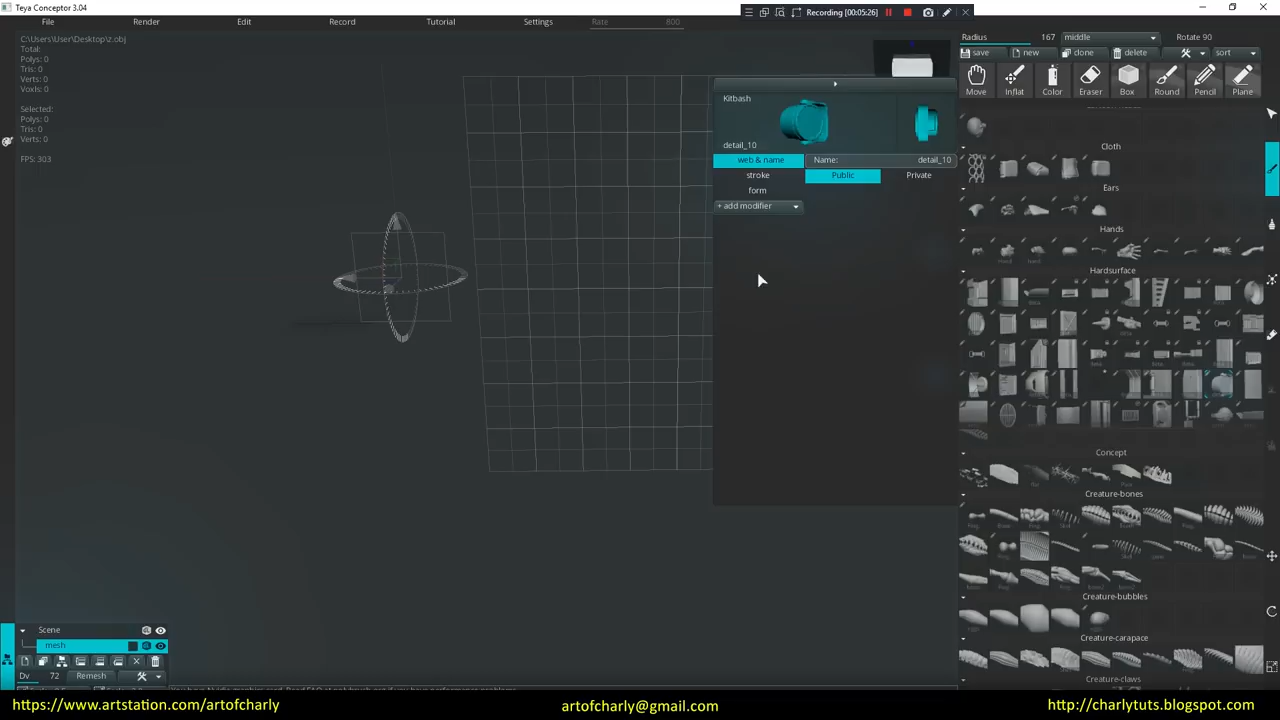 Teya Conceptor 3.04
File Render Edit Record Tutorial Settings Rate 800
Recording [00:05:26]
C:\Users\User\Desktop\z.obj
Total:
Polys: 0
Tris: 0
Verts: 0
Voxls: 0
Selected:
Polys: 0
Tris: 0
Verts: 0
FPS: 303
Kitbash
detail_10
web & name Name: detail_10
stroke Public Private
form
+ add modifier
Radius 167 middle Rotate 90
save new clone delete sort
Move Inflat Color Eraser Box Round Pencil Plane
Cloth
Ears
Hands
Hardsurface
Concept
Creature-bones
Creature-bubbles
Creature-carapace
Creature-claws
Scene
mesh
Dv 72 Remesh
https://www.artstation.com/artofcharly
artofcharly@gmail.com
http://charlytuts.blogspot.com